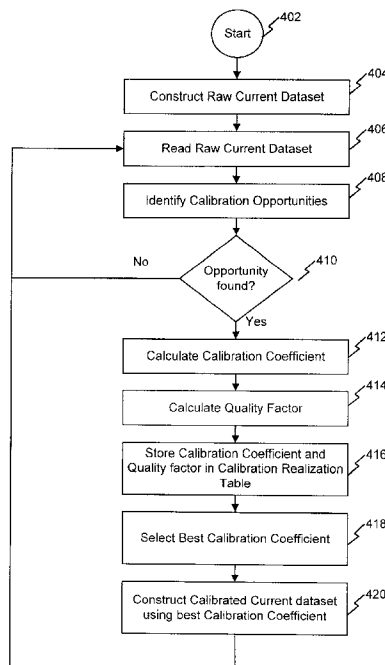 402
Start
404
Construct Raw Current Dataset
406
Read Raw Current Dataset
408
Identify Calibration Opportunities
No
Opportunity
found?
410
Yes
412
Calculate Calibration Coefficient
414
Calculate Quality Factor
Store Calibration Coefficient and
Quality factor in Calibration Realization
Table
416
418
Select Best Calibration Coefficient
Construct Calibrated Current dataset
using best Calibration Coefficient
420